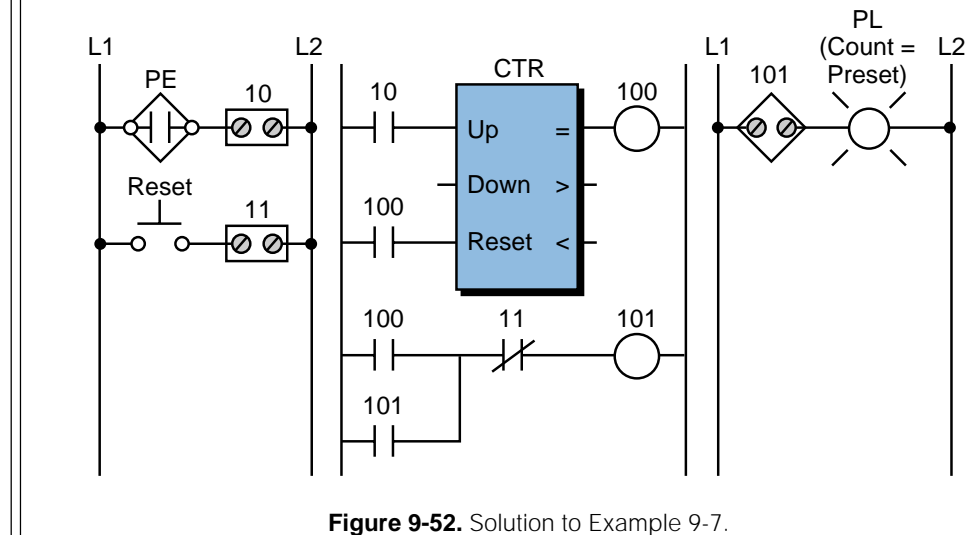 L1
L2
PE
10
Reset
11
CTR
10
Up =
100
Down >
100
Reset <
100
11
101
101
L1
PL
(Count =
Preset)
L2
101
Figure 9-52. Solution to Example 9-7.